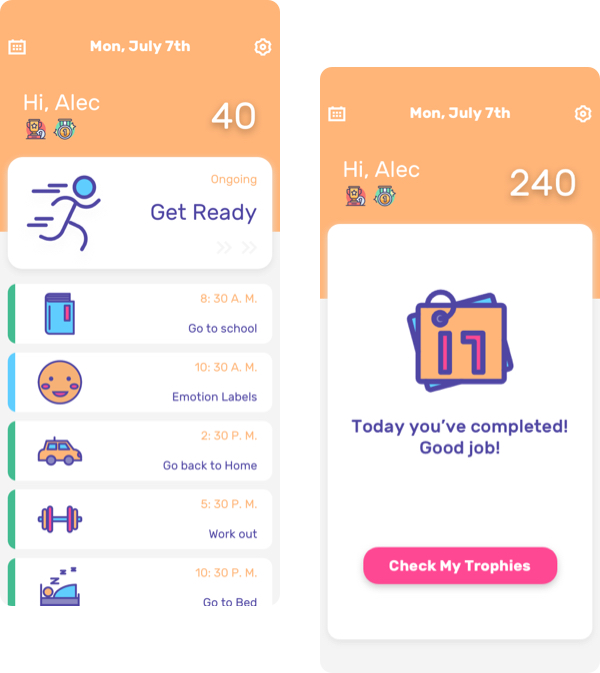 Mon, July 7th
Hi, Alec
40
Ongoing
Get Ready
8: 30 A. M.
Go to school
10: 30 A. M.
Emotion Labels
2: 30 P. M.
Go back to Home
5: 30 P. M.
Work out
10: 30 P. M.
Go to Bed
Mon, July 7th
Hi, Alec
240
17
Today you’ve completed!
Good job!
Check My Trophies